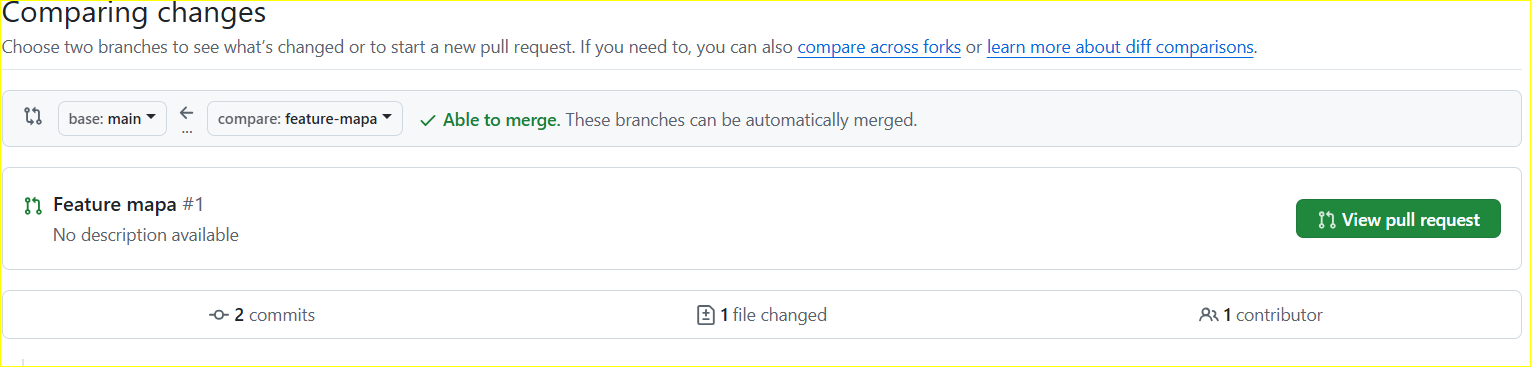 Comparing changes
Choose two branches to see what's changed or to start a new pull request. If you need to, you can also compare across forks or learn more about diff comparisons.
base: main ... compare: feature-mapa Able to merge. These branches can be automatically merged.
Feature mapa #1
No description available
View pull request
2 commits 1 file changed 1 contributor